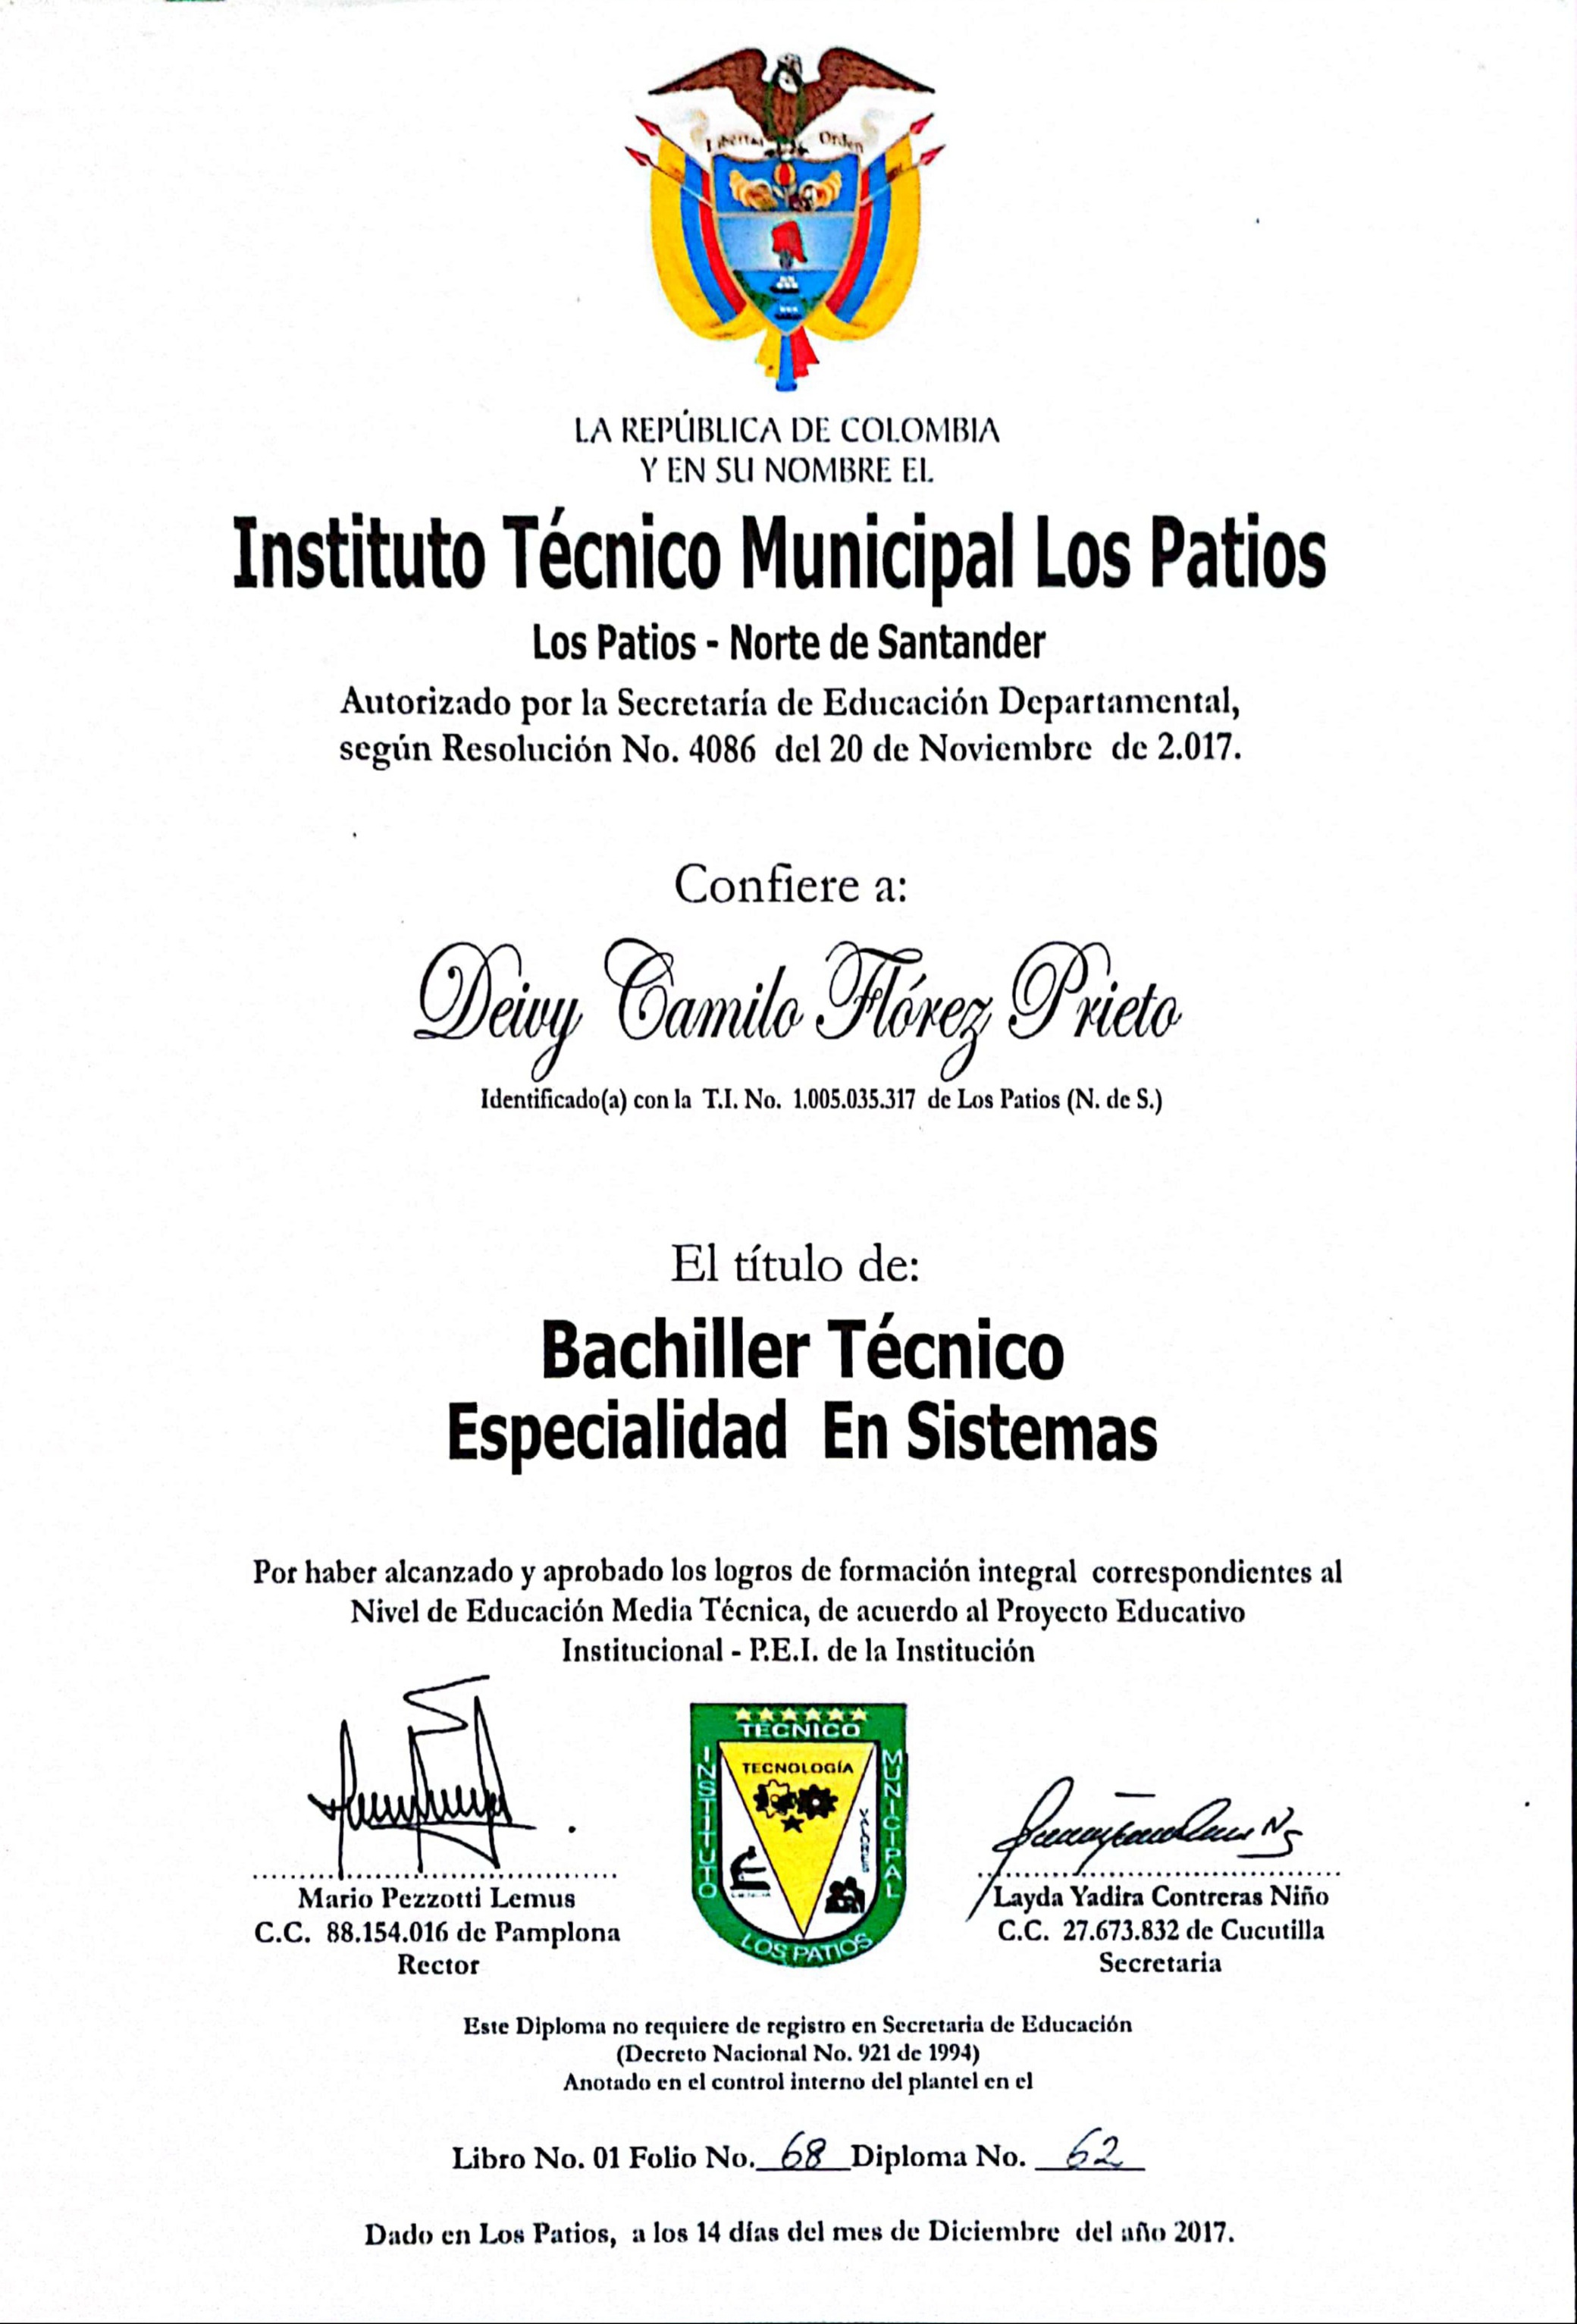 Libertad Orden
LA REPÚBLICA DE COLOMBIA
Y EN SU NOMBRE EL
Instituto Técnico Municipal Los Patios
Los Patios - Norte de Santander
Autorizado por la Secretaría de Educación Departamental,
según Resolución No. 4086 del 20 de Noviembre de 2.017.
Confiere a:
Deivy Camilo Flórez Prieto
Identificado(a) con la T.I. No. 1.005.035.317 de Los Patios (N. de S.)
El título de:
Bachiller Técnico
Especialidad En Sistemas
Por haber alcanzado y aprobado los logros de formación integral correspondientes al
Nivel de Educación Media Técnica, de acuerdo al Proyecto Educativo
Institucional - P.E.I. de la Institución
INSTITUTO TECNICO MUNICIPAL
TECNOLOGÍA
VALORES
CIENCIA
LOS PATIOS
Mario Pezzotti Lemus
C.C. 88.154.016 de Pamplona
Rector
Layda Yadira Contreras Niño
C.C. 27.673.832 de Cucutilla
Secretaria
Este Diploma no requiere de registro en Secretaria de Educación
(Decreto Nacional No. 921 de 1994)
Anotado en el control interno del plantel en el
Libro No. 01 Folio No. 68 Diploma No. 62
Dado en Los Patios, a los 14 días del mes de Diciembre del año 2017.